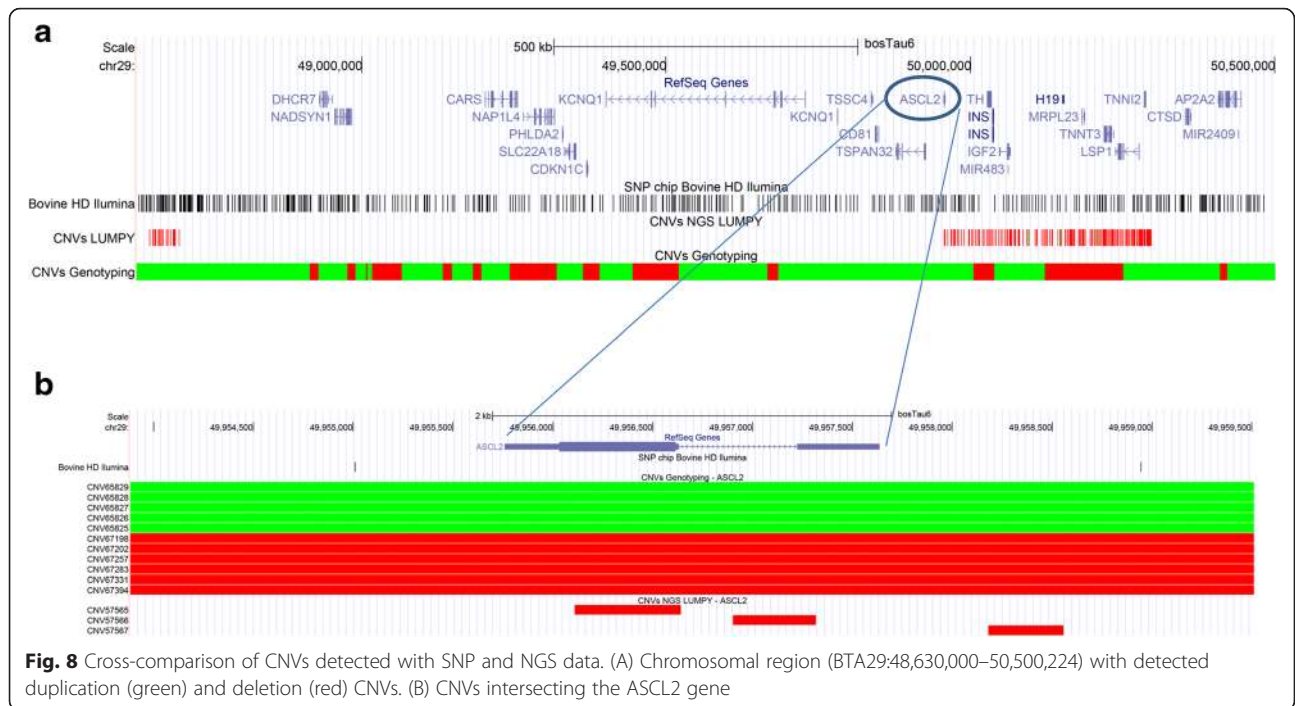 a
Scale 500 kb bosTau6
chr29: 49,000,000 49,500,000 50,000,000 50,500,000
RefSeq Genes
DHCR7 CARS KCNQ1 TSSC4 ASCL2 TH H19 TNNI2 AP2A2
NADSYN1 NAP1L4 KCNQ1 INS MRPL23 CTSD
PHLDA2 CD81 INS TNNT3 MIR2409
SLC22A18 TSPAN32 IGF2 LSP1
CDKN1C MIR483
SNP chip Bovine HD Ilumina
Bovine HD Ilumina
CNVs NGS LUMPY
CNVs LUMPY
CNVs Genotyping
CNVs Genotyping
b
Scale 2 kb bosTau6
chr29: 49,954,500 49,955,000 49,955,500 49,956,000 49,956,500 49,957,000 49,957,500 49,958,000 49,958,500 49,959,000 49,959,500
RefSeq Genes
ASCL2
SNP chip Bovine HD Ilumina
Bovine HD Ilumina
CNVs Genotyping - ASCL2
CNV65829
CNV65828
CNV65827
CNV65826
CNV65825
CNV67198
CNV67202
CNV67257
CNV67283
CNV67331
CNV67394
CNVs NGS LUMPY - ASCL2
CNV57565
CNV57566
CNV57567
Fig. 8 Cross-comparison of CNVs detected with SNP and NGS data. (A) Chromosomal region (BTA29:48,630,000–50,500,224) with detected
duplication (green) and deletion (red) CNVs. (B) CNVs intersecting the ASCL2 gene